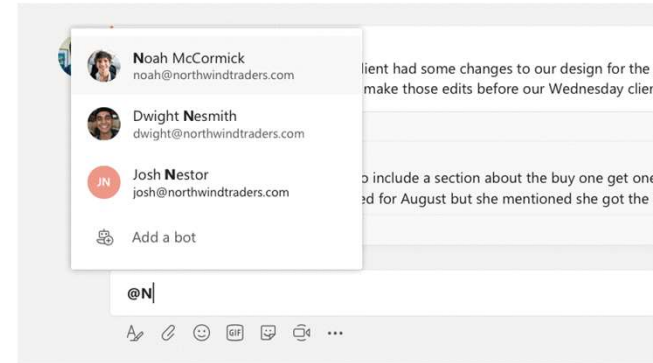 Noah McCormick
noah@northwindtraders.com
Dwight Nesmith
dwight@northwindtraders.com
JN
Josh Nestor
josh@northwindtraders.com
Add a bot
lient had some changes to our design for the
make those edits before our Wednesday clien
o include a section about the buy one get one
ed for August but she mentioned she got the
@N
GIF